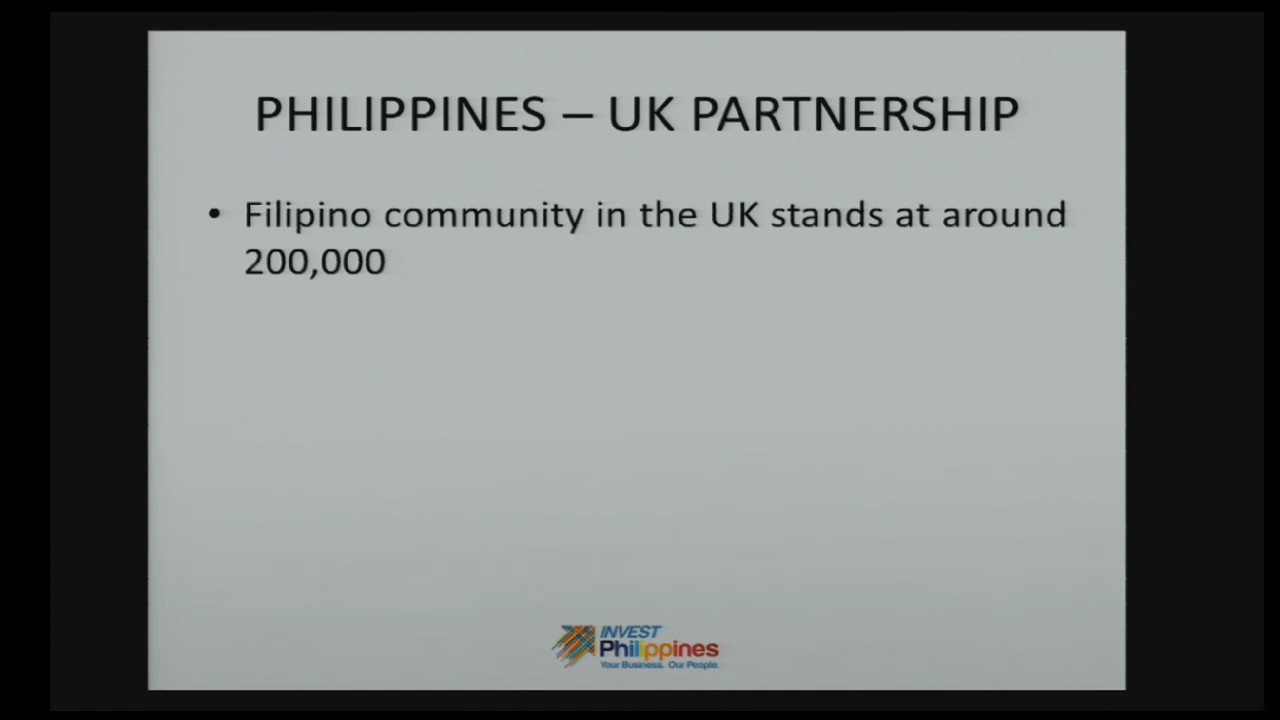 PHILIPPINES – UK PARTNERSHIP
• Filipino community in the UK stands at around
200,000
INVEST
Philippines
Your Business. Our People.